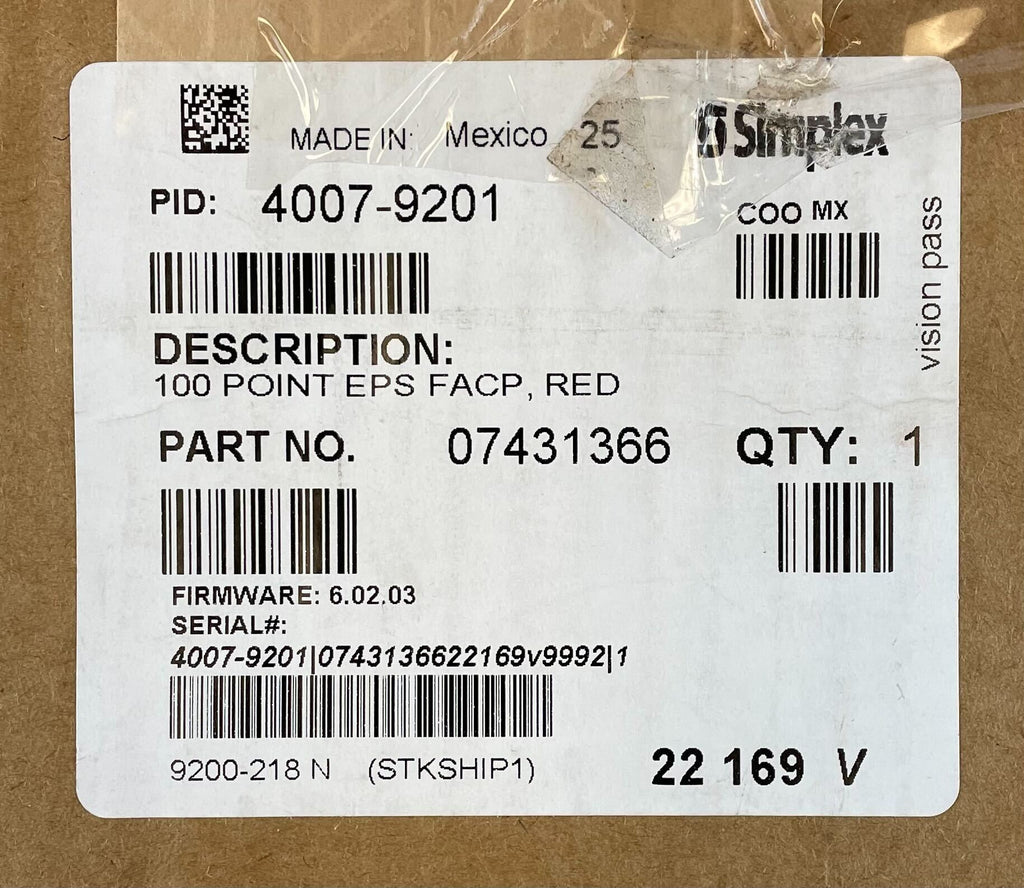 MADE IN: Mexico 25
Simplex
PID: 4007-9201
COO MX
vision pass
DESCRIPTION:
100 POINT EPS FACP, RED
PART NO. 07431366 QTY: 1
FIRMWARE: 6.02.03
SERIAL#:
4007-9201|0743136622169v9992|1
9200-218 N (STKSHIP1)
22 169 V